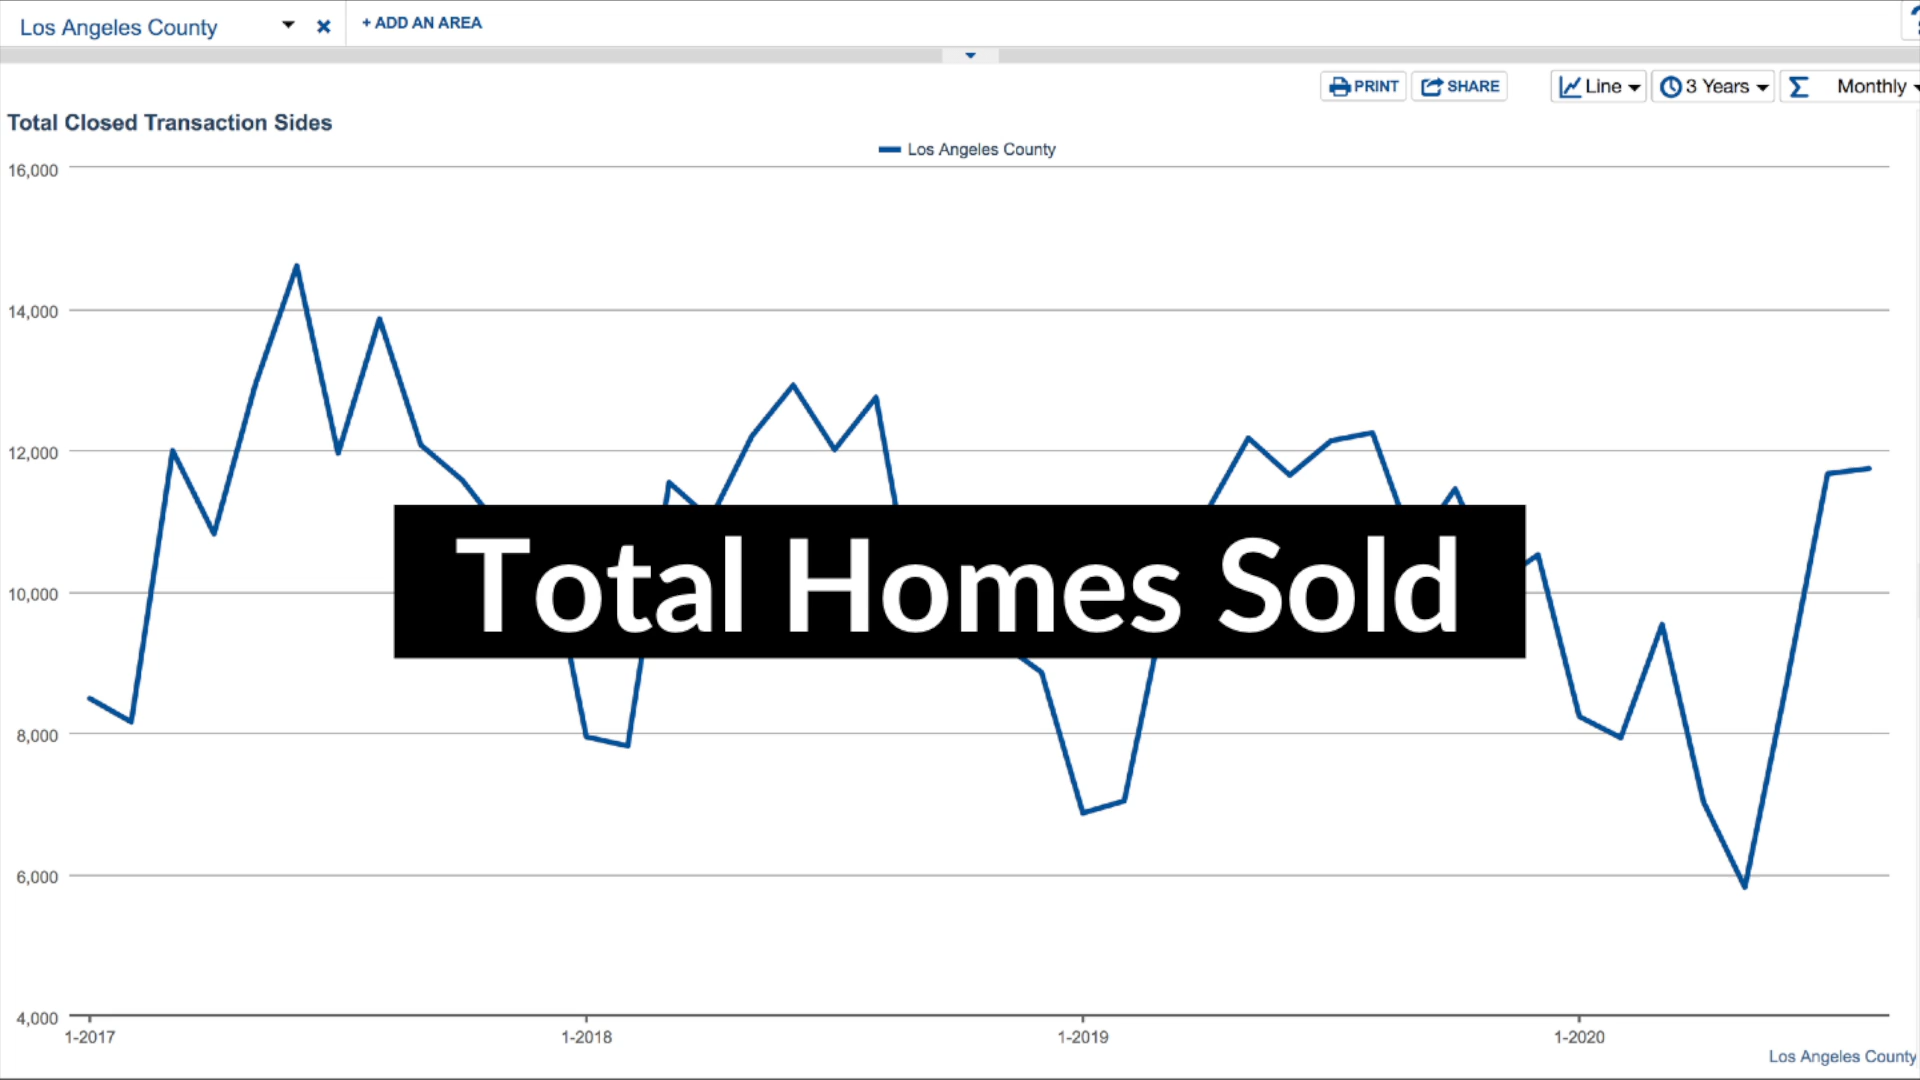 Los Angeles County
+ ADD AN AREA
PRINT
SHARE
Line
3 Years
Σ Monthly
Total Closed Transaction Sides
Los Angeles County
16,000
14,000
12,000
10,000
Total Homes Sold
8,000
6,000
4,000
1-2017
1-2018
1-2019
1-2020
Los Angeles County